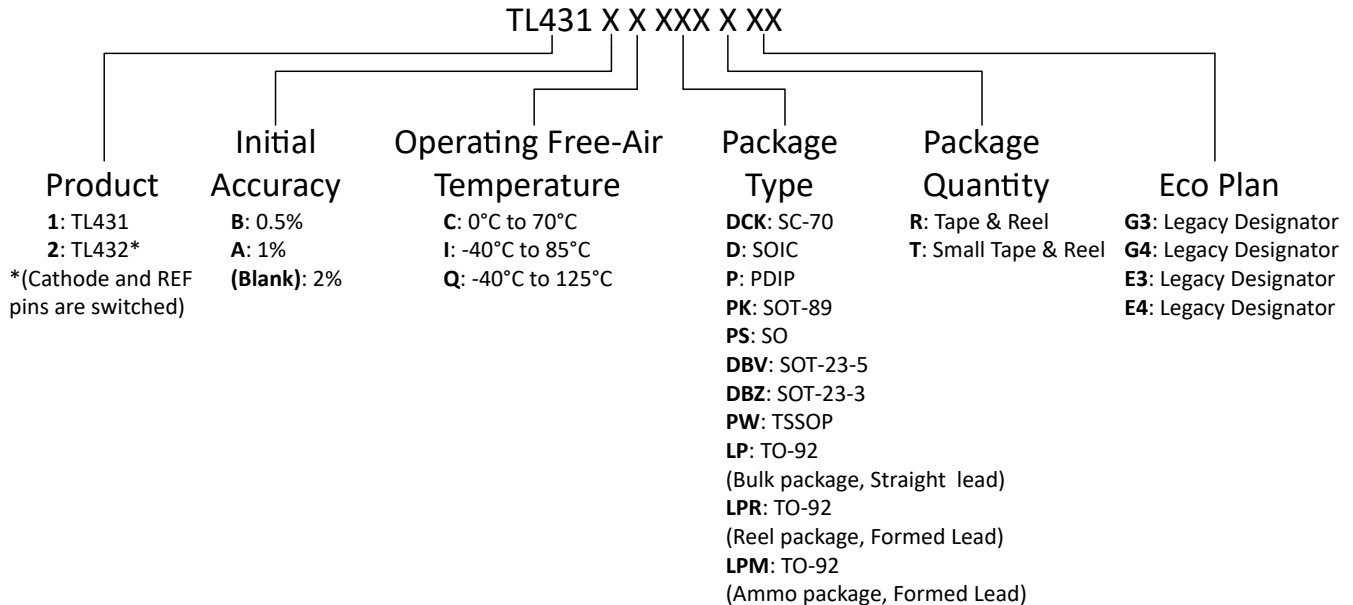 TL431 X X XXX X XX
Product
1: TL431
2: TL432*
*(Cathode and REF
pins are switched)
Initial
Accuracy
B: 0.5%
A: 1%
(Blank): 2%
Operating Free-Air
Temperature
C: 0°C to 70°C
I: -40°C to 85°C
Q: -40°C to 125°C
Package
Type
DCK: SC-70
D: SOIC
P: PDIP
PK: SOT-89
PS: SO
DBV: SOT-23-5
DBZ: SOT-23-3
PW: TSSOP
LP: TO-92
(Bulk package, Straight lead)
LPR: TO-92
(Reel package, Formed Lead)
LPM: TO-92
(Ammo package, Formed Lead)
Package
Quantity
R: Tape & Reel
T: Small Tape & Reel
Eco Plan
G3: Legacy Designator
G4: Legacy Designator
E3: Legacy Designator
E4: Legacy Designator